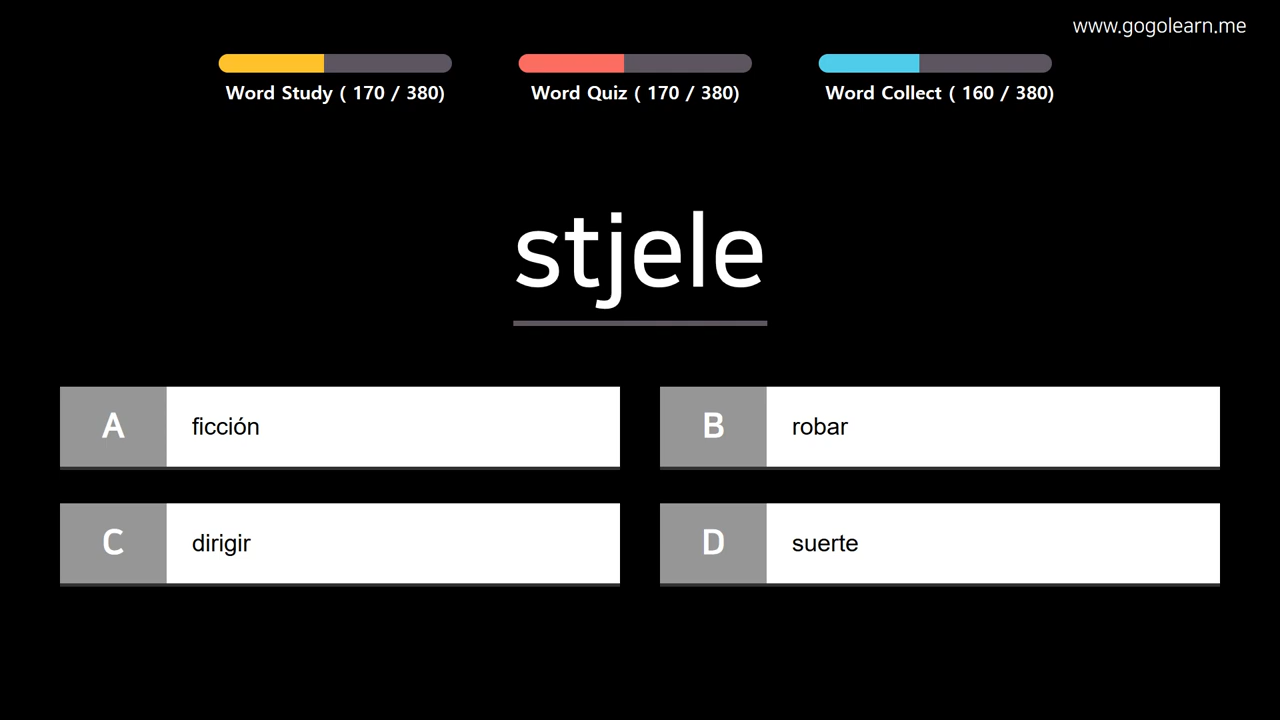 www.gogolearn.me
Word Study ( 170 / 380)
Word Quiz ( 170 / 380)
Word Collect ( 160 / 380)
stjele
A ficción
B robar
C dirigir
D suerte